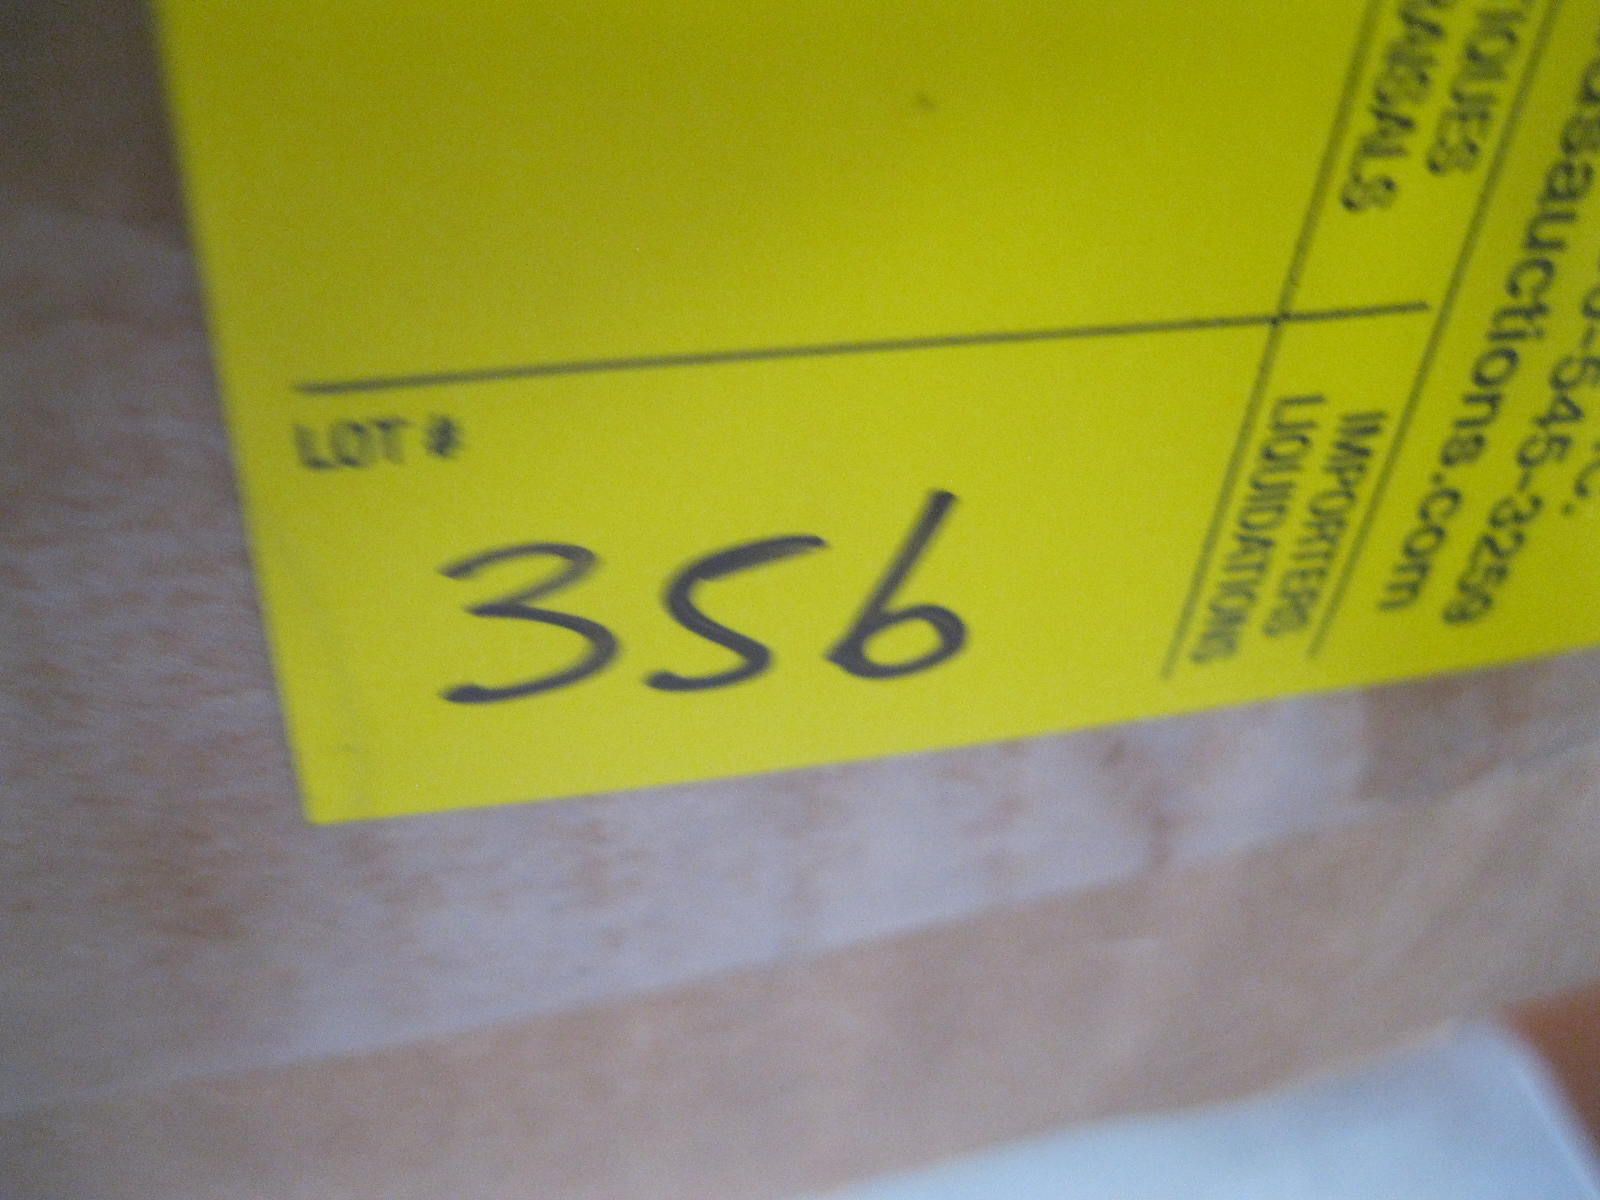 LOT #
356
IMPORTERS
LIQUIDATIONS
auctions.com
-545-3259